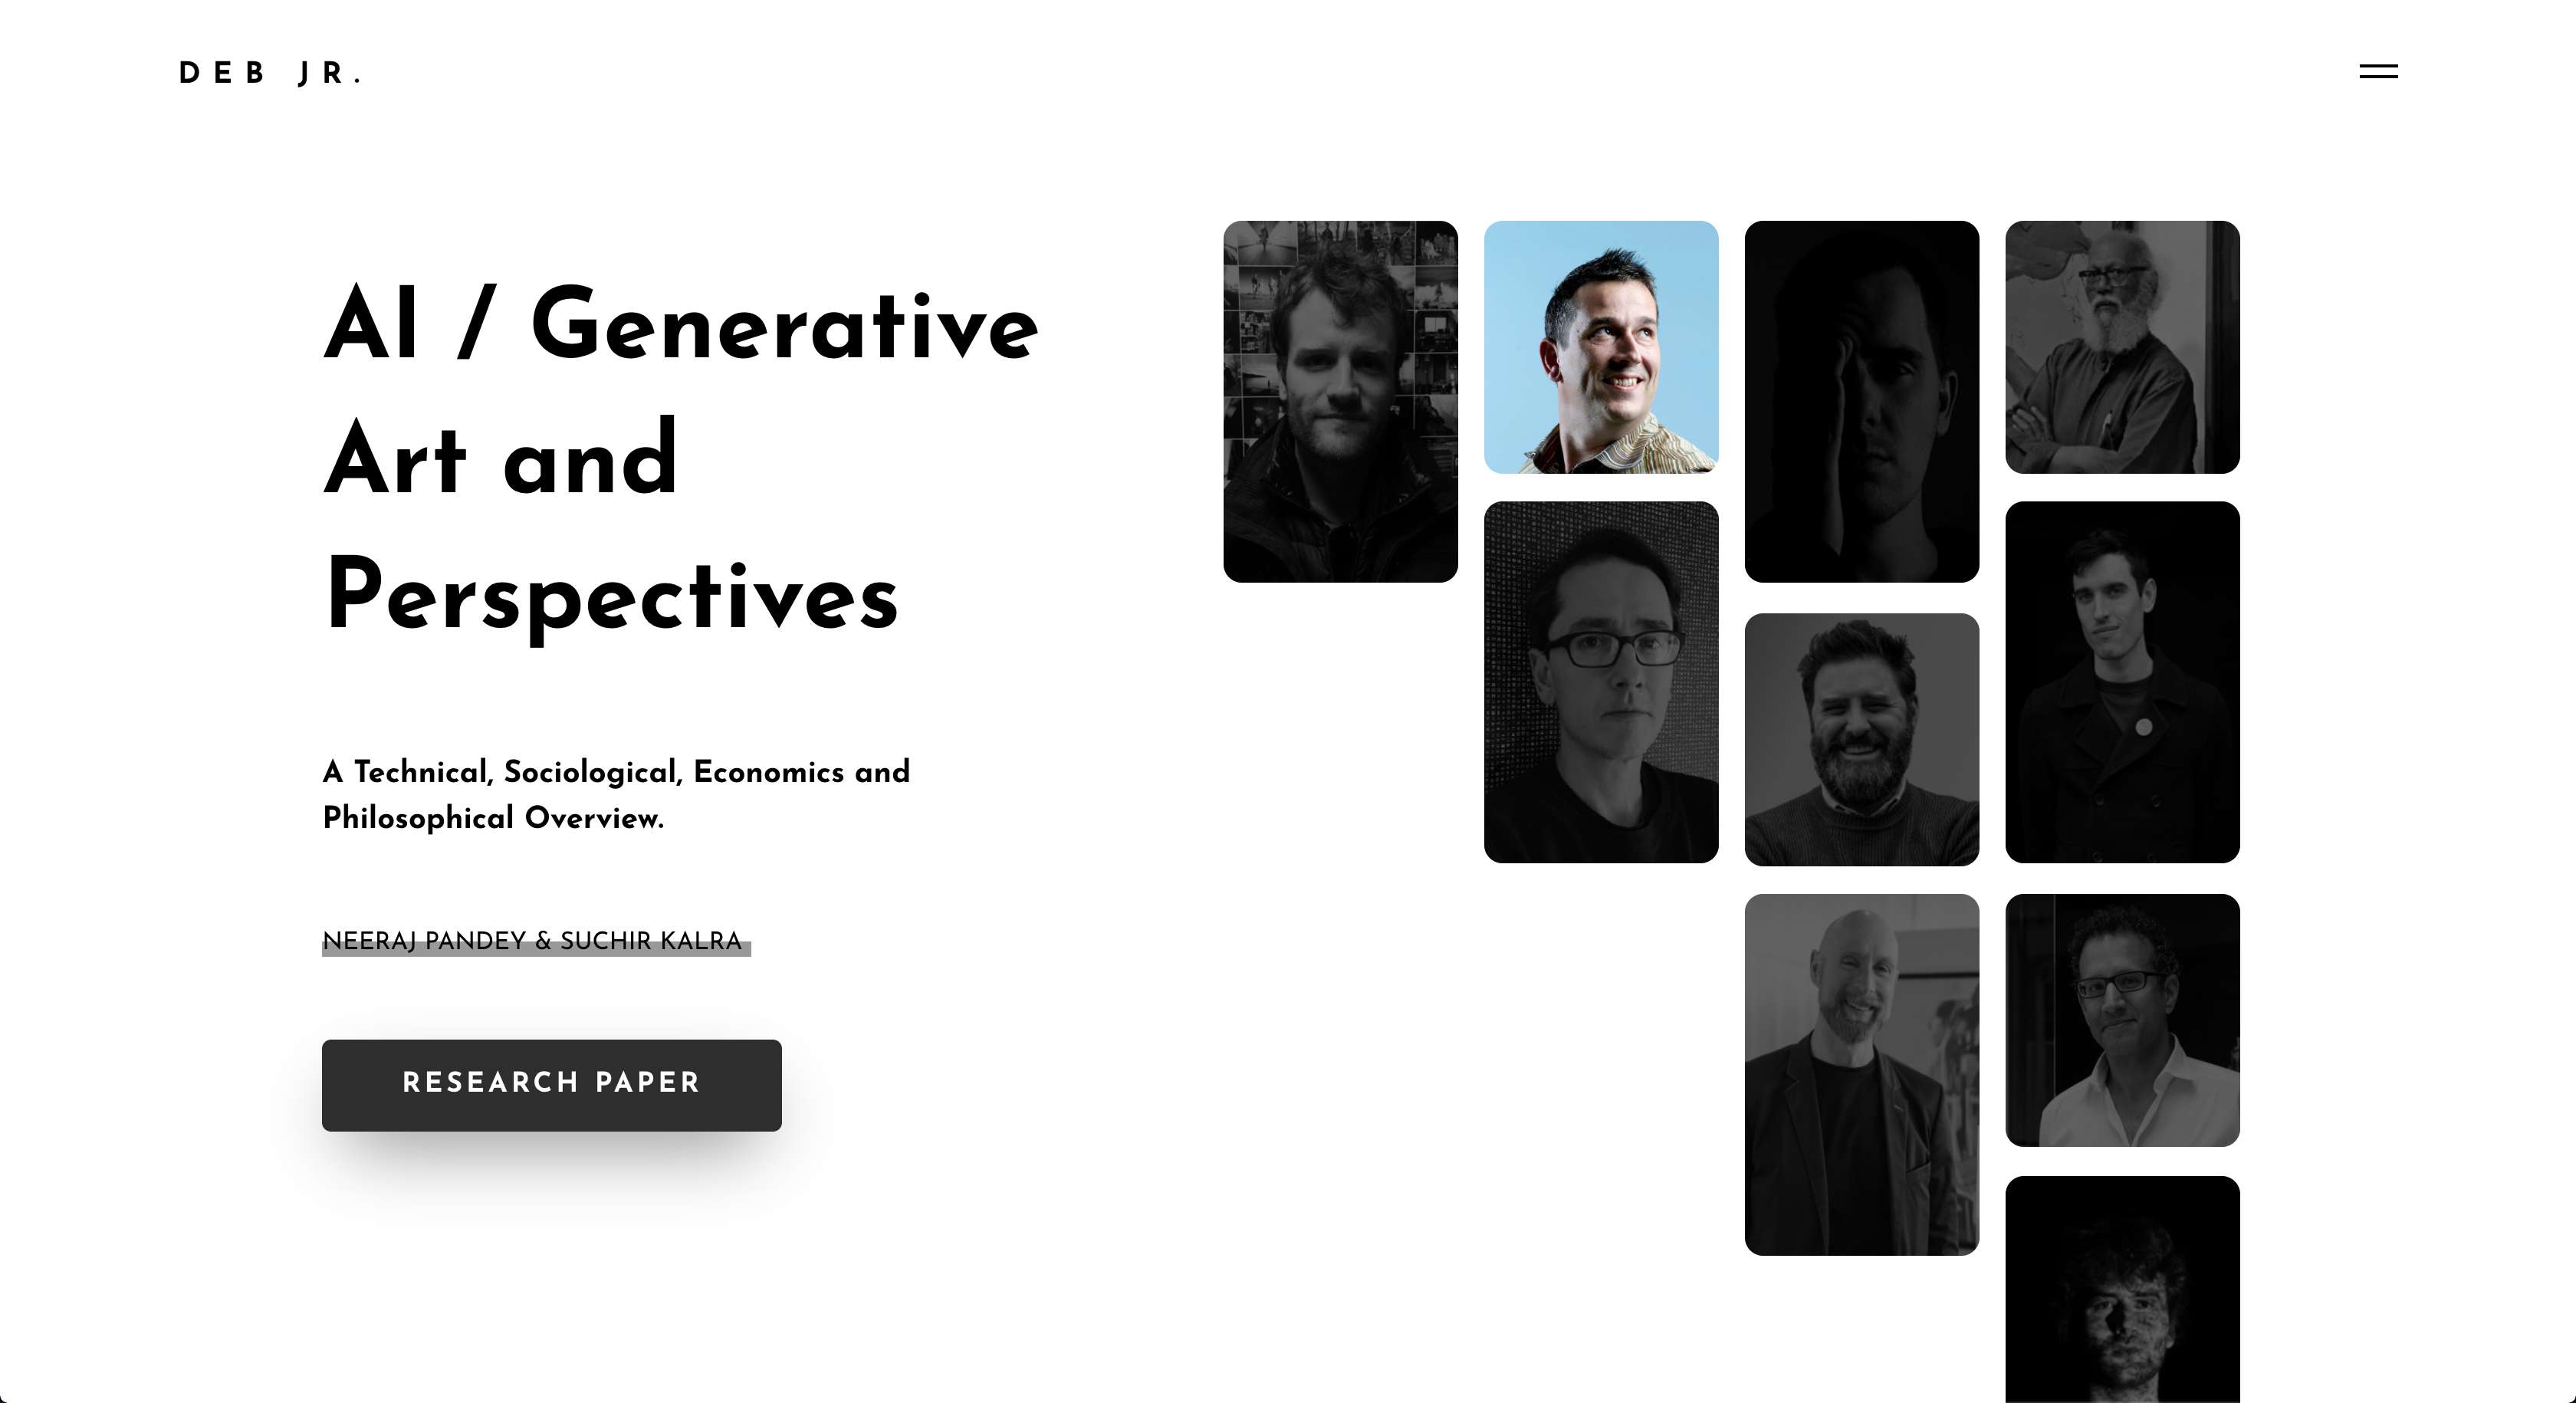 DEB JR.
AI / Generative
Art and
Perspectives
A Technical, Sociological, Economics and
Philosophical Overview.
NEERAJ PANDEY & SUCHIR KALRA
RESEARCH PAPER